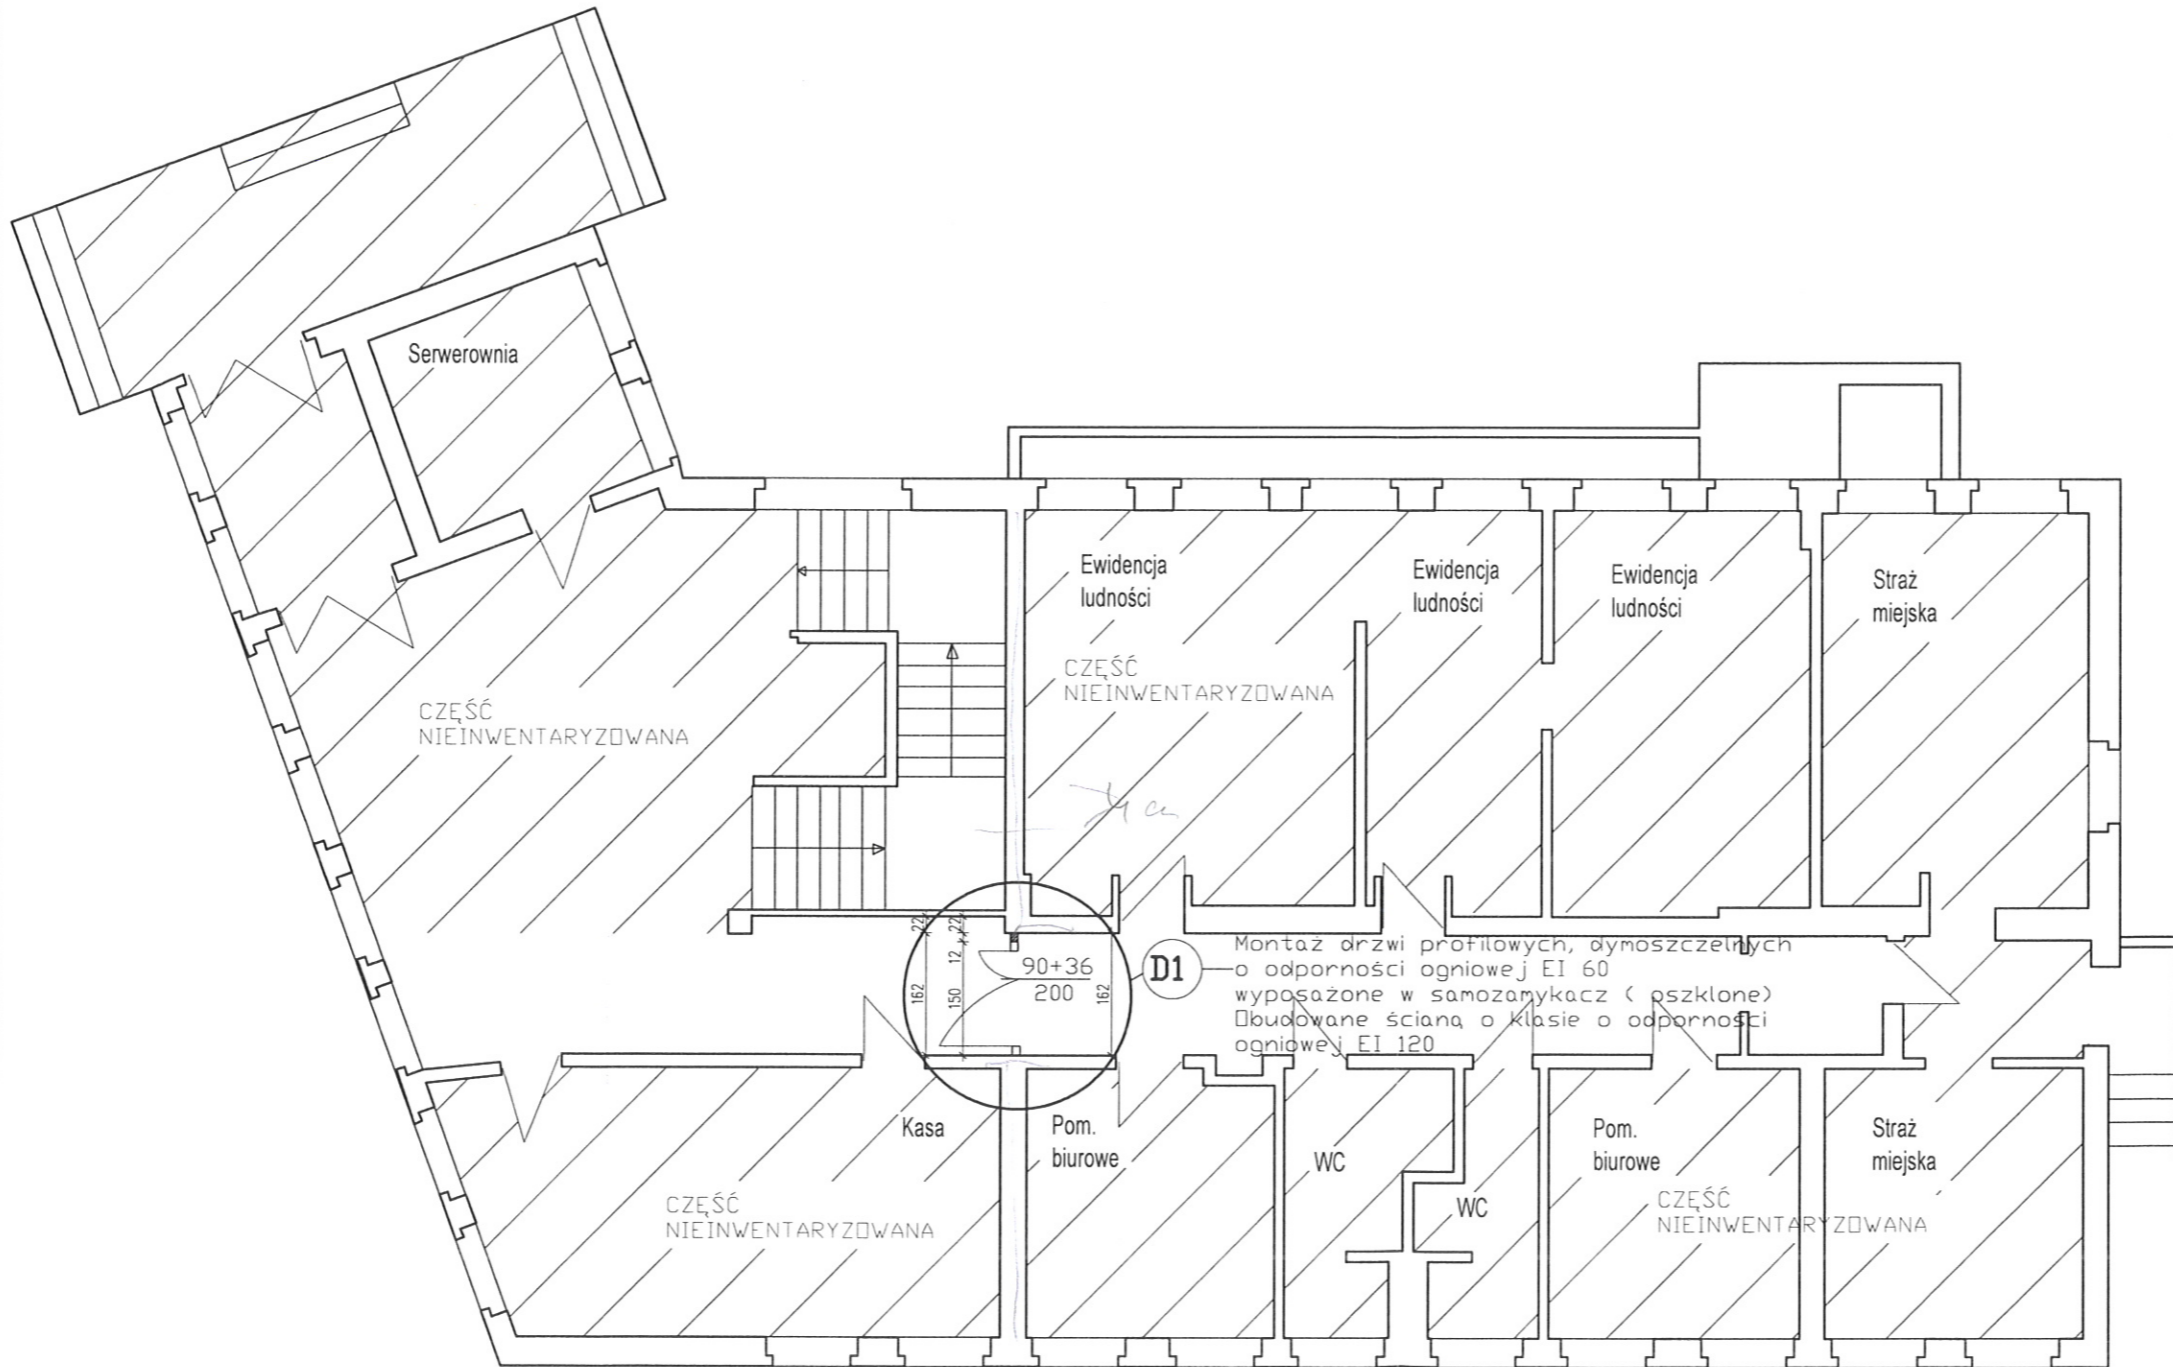 Serwerownia
Ewidencja
ludności
Ewidencja
ludności
Ewidencja
ludności
Straż
miejska
CZĘŚĆ
NIEINWENTARYZOWANA
CZĘŚĆ
NIEINWENTARYZOWANA
22
22
12
162
150
162
90+36
200
D1
Montaż drzwi profilowych, dymoszczelnych
o odporności ogniowej EI 60
wyposażone w samozamykacz ( oszklone)
Obudowane ścianą o klasie o odporności
ogniowej EI 120
Kasa
Pom.
biurowe
WC
WC
Pom.
biurowe
Straż
miejska
CZĘŚĆ
NIEINWENTARYZOWANA
CZĘŚĆ
NIEINWENTARYZOWANA